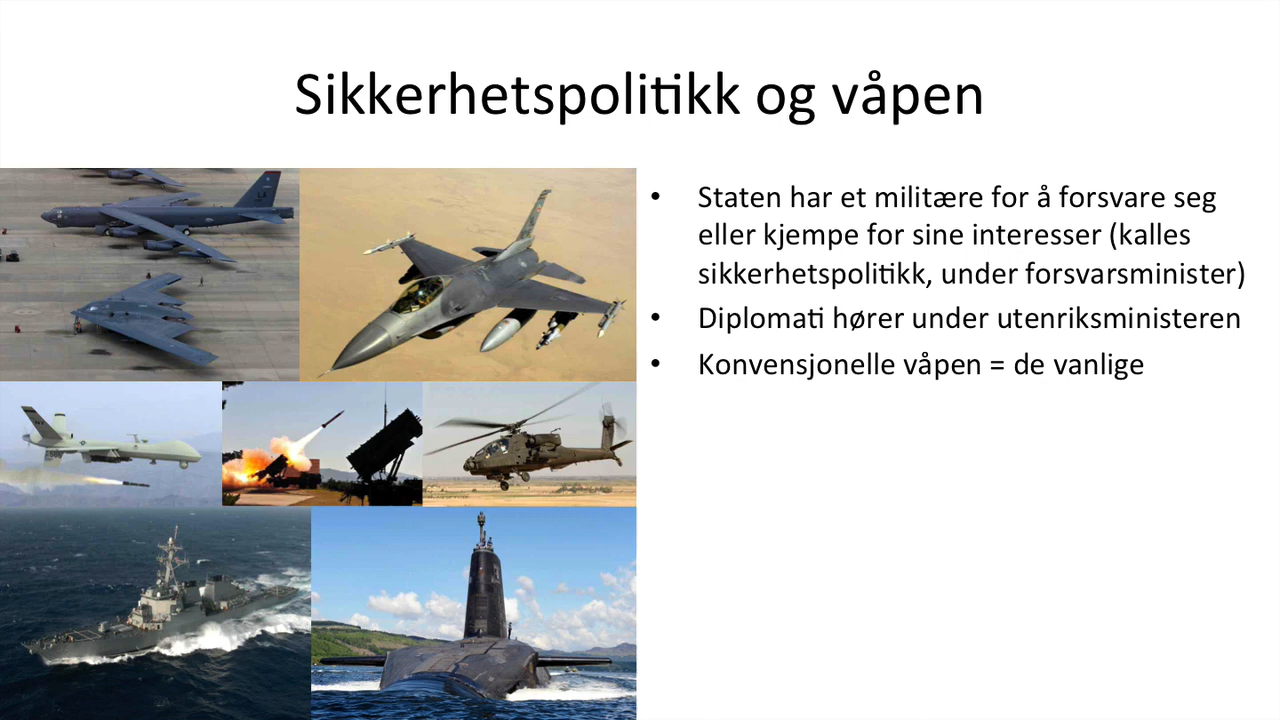 Sikkerhetspolitikk og våpen
• Staten har et militære for å forsvare seg
eller kjempe for sine interesser (kalles
sikkerhetspolitikk, under forsvarsminister)
• Diplomati hører under utenriksministeren
• Konvensjonelle våpen = de vanlige